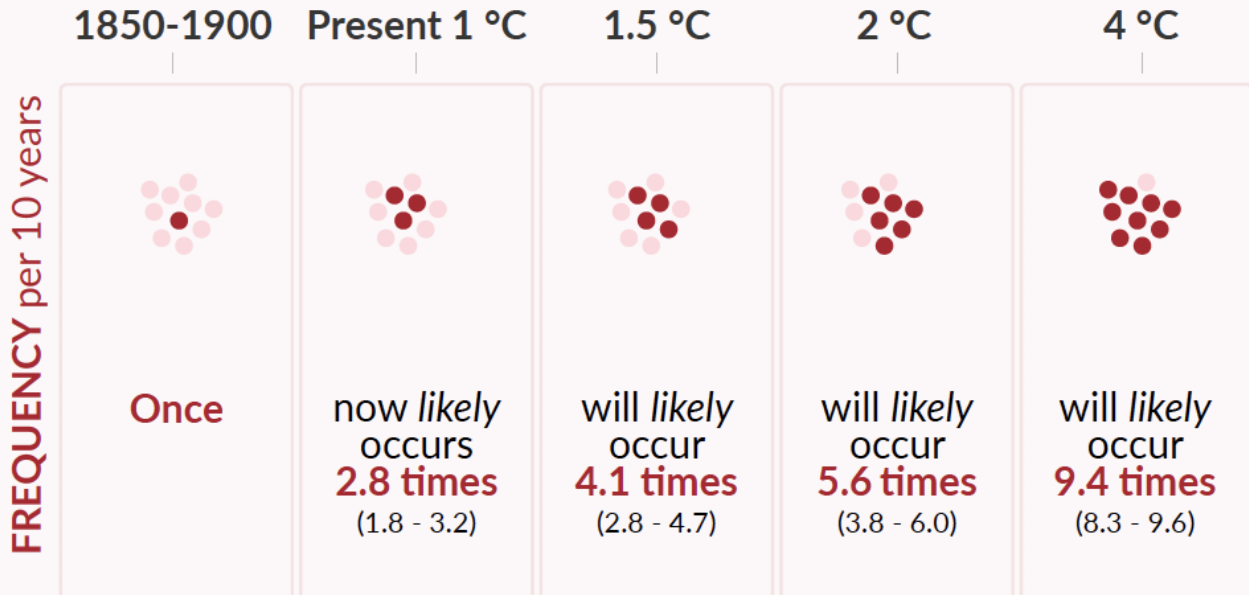 1850-1900
Present 1 °C
1.5 °C
2 °C
4 °C
FREQUENCY per 10 years
Once
now likely
occurs
2.8 times
(1.8 - 3.2)
will likely
occur
4.1 times
(2.8 - 4.7)
will likely
occur
5.6 times
(3.8 - 6.0)
will likely
occur
9.4 times
(8.3 - 9.6)